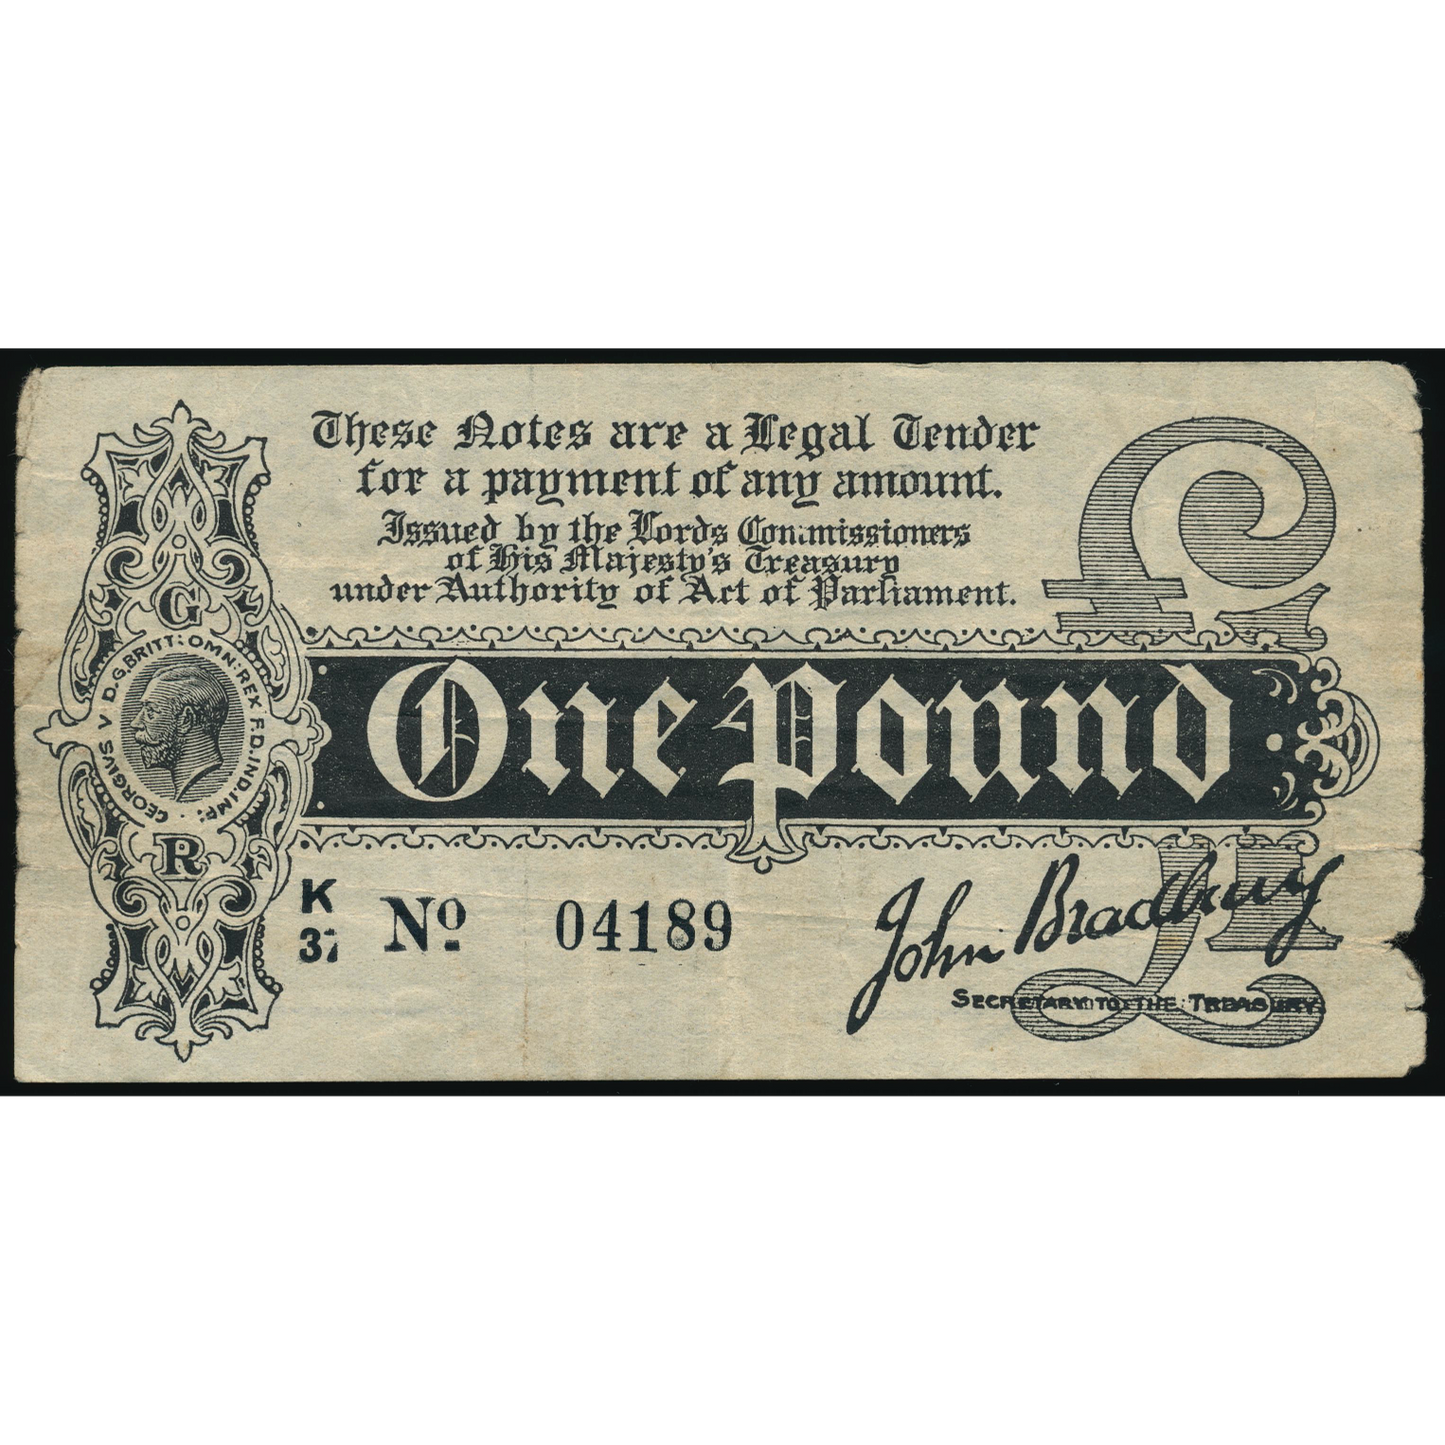 These Notes are a Legal Tender
for a payment of any amount.
Issued by the Lords Commissioners
of His Majesty's Treasury
under Authority of Act of Parliament.
£1
G
GEORGIVS V D.G.BRITT: OMN: REX F.D. IND. IMP:
R
One Pound
K
37
No 04189
John Bradbury
SECRETARY TO THE TREASURY.